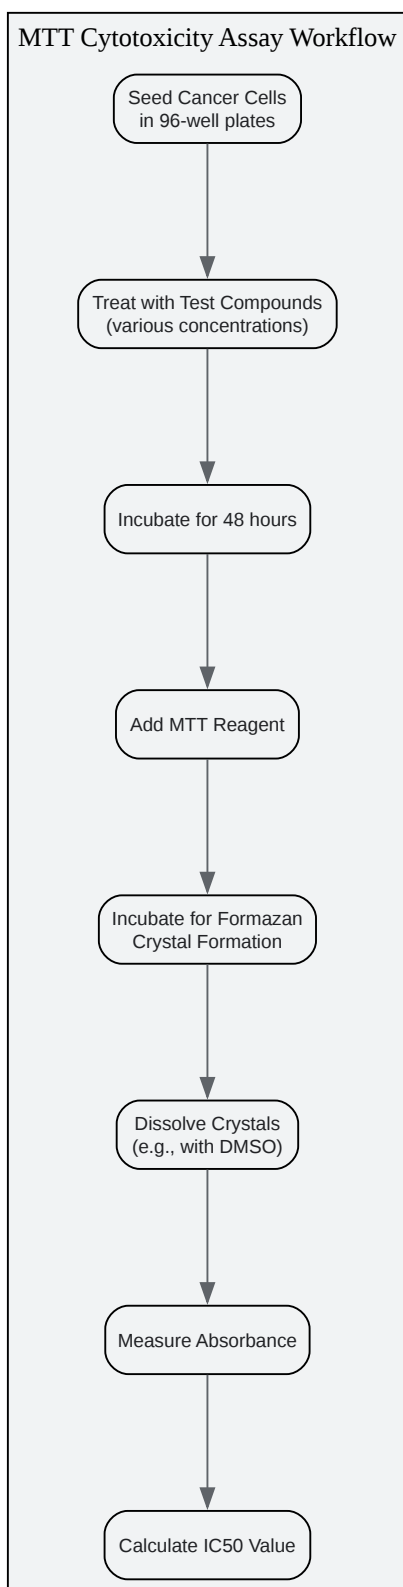 MTT Cytotoxicity Assay Workflow
Seed Cancer Cells
in 96-well plates
Treat with Test Compounds
(various concentrations)
Incubate for 48 hours
Add MTT Reagent
Incubate for Formazan
Crystal Formation
Dissolve Crystals
(e.g., with DMSO)
Measure Absorbance
Calculate IC50 Value